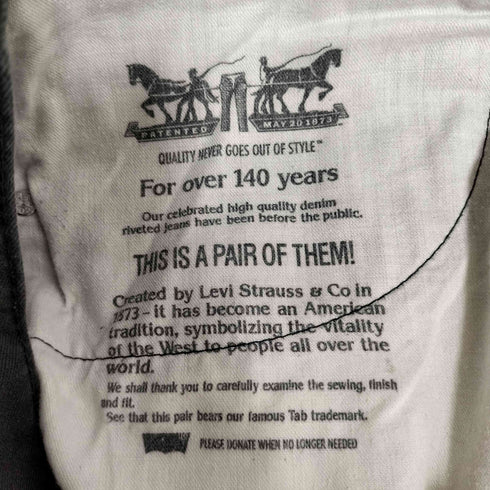 PATENTED MAY 20 1873
QUALITY NEVER GOES OUT OF STYLE™
For over 140 years
Our celebrated high quality denim
riveted jeans have been before the public.
THIS IS A PAIR OF THEM!
Created by Levi Strauss & Co in
1873 - it has become an American
tradition, symbolizing the vitality
of the West to people all over the
world.
We shall thank you to carefully examine the sewing, finish
and fit.
See that this pair bears our famous Tab trademark.
PLEASE DONATE WHEN NO LONGER NEEDED